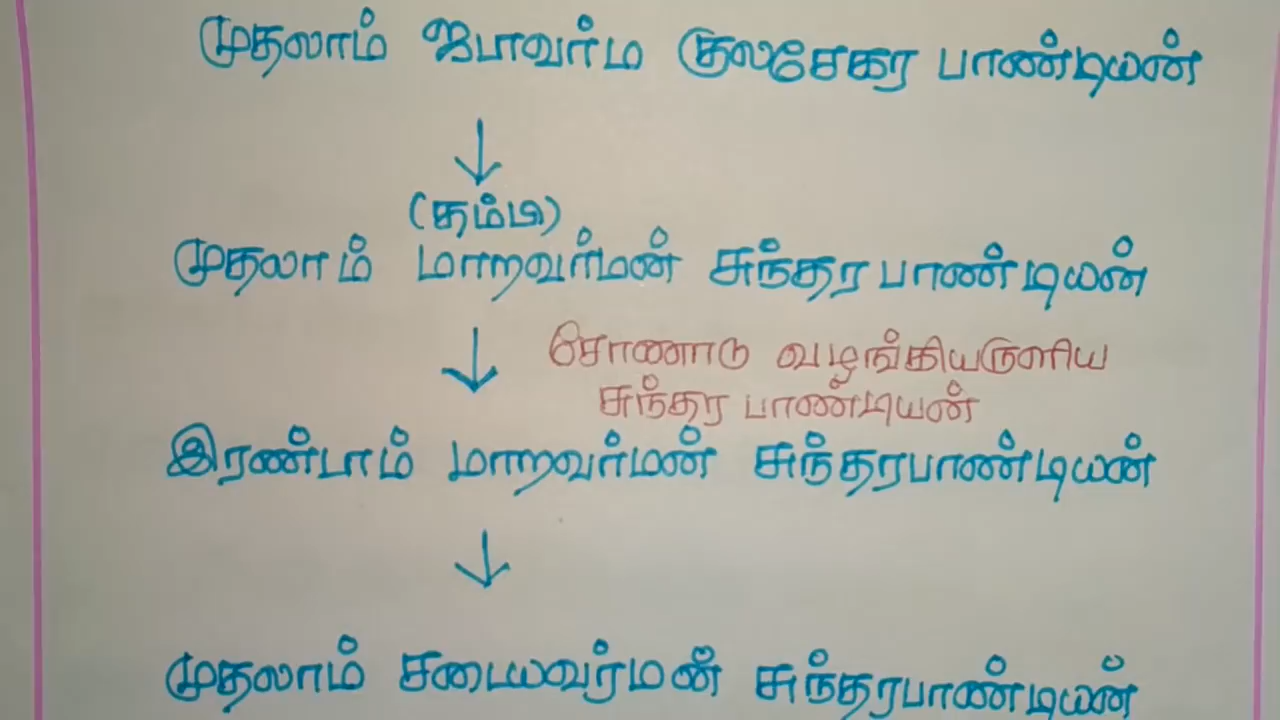 முதலாம் ஐபாவர்ம குலசேகர பாண்டியன்
(தம்பி)
முதலாம் மாறவர்மன் சுந்தரபாண்டியன்
சோணாடு வழங்கியருளிய
சுந்தர பாண்டியன்
இரண்டாம் மாறவர்மன் சுந்தரபாண்டியன்
முதலாம் சடையவர்மன் சுந்தரபாண்டியன்